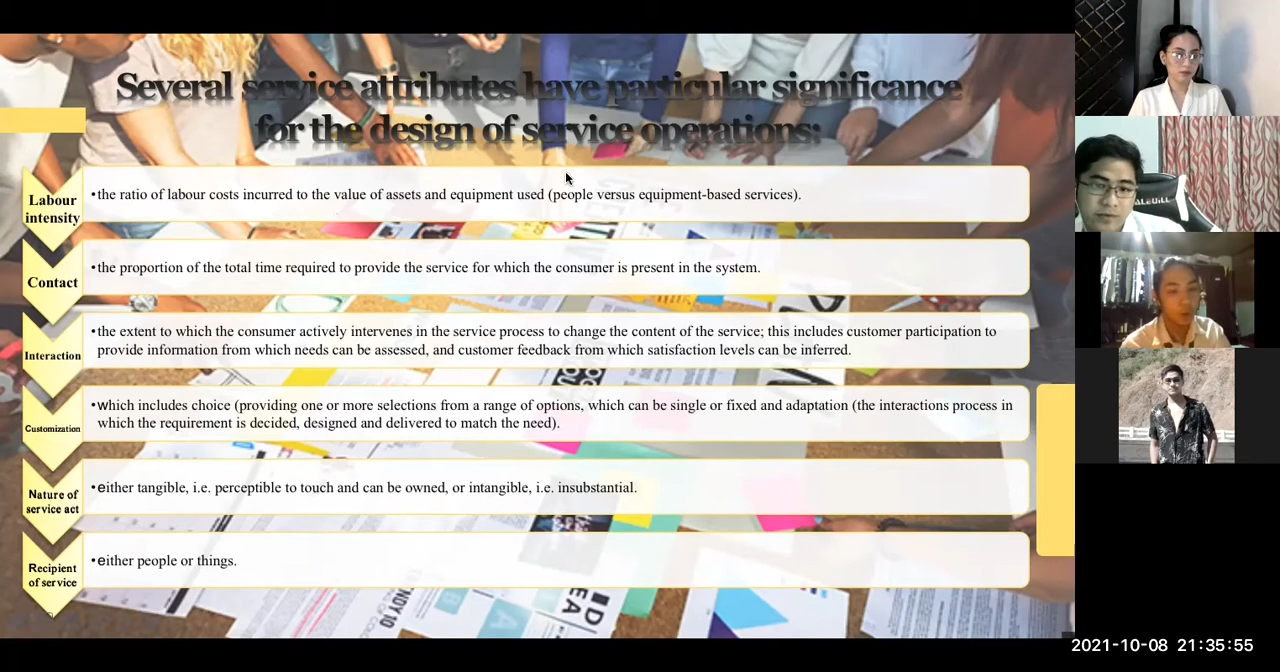 Several service attributes have particular significance
for the design of service operations:
Labour
intensity
•the ratio of labour costs incurred to the value of assets and equipment used (people versus equipment-based services).
Contact
•the proportion of the total time required to provide the service for which the consumer is present in the system.
Interaction
•the extent to which the consumer actively intervenes in the service process to change the content of the service; this includes customer participation to
provide information from which needs can be assessed, and customer feedback from which satisfaction levels can be inferred.
Customization
•which includes choice (providing one or more selections from a range of options, which can be single or fixed and adaptation (the interactions process in
which the requirement is decided, designed and delivered to match the need).
Nature of
service act
•either tangible, i.e. perceptible to touch and can be owned, or intangible, i.e. insubstantial.
Recipient
of service
•either people or things.
2021-10-08 21:35:55